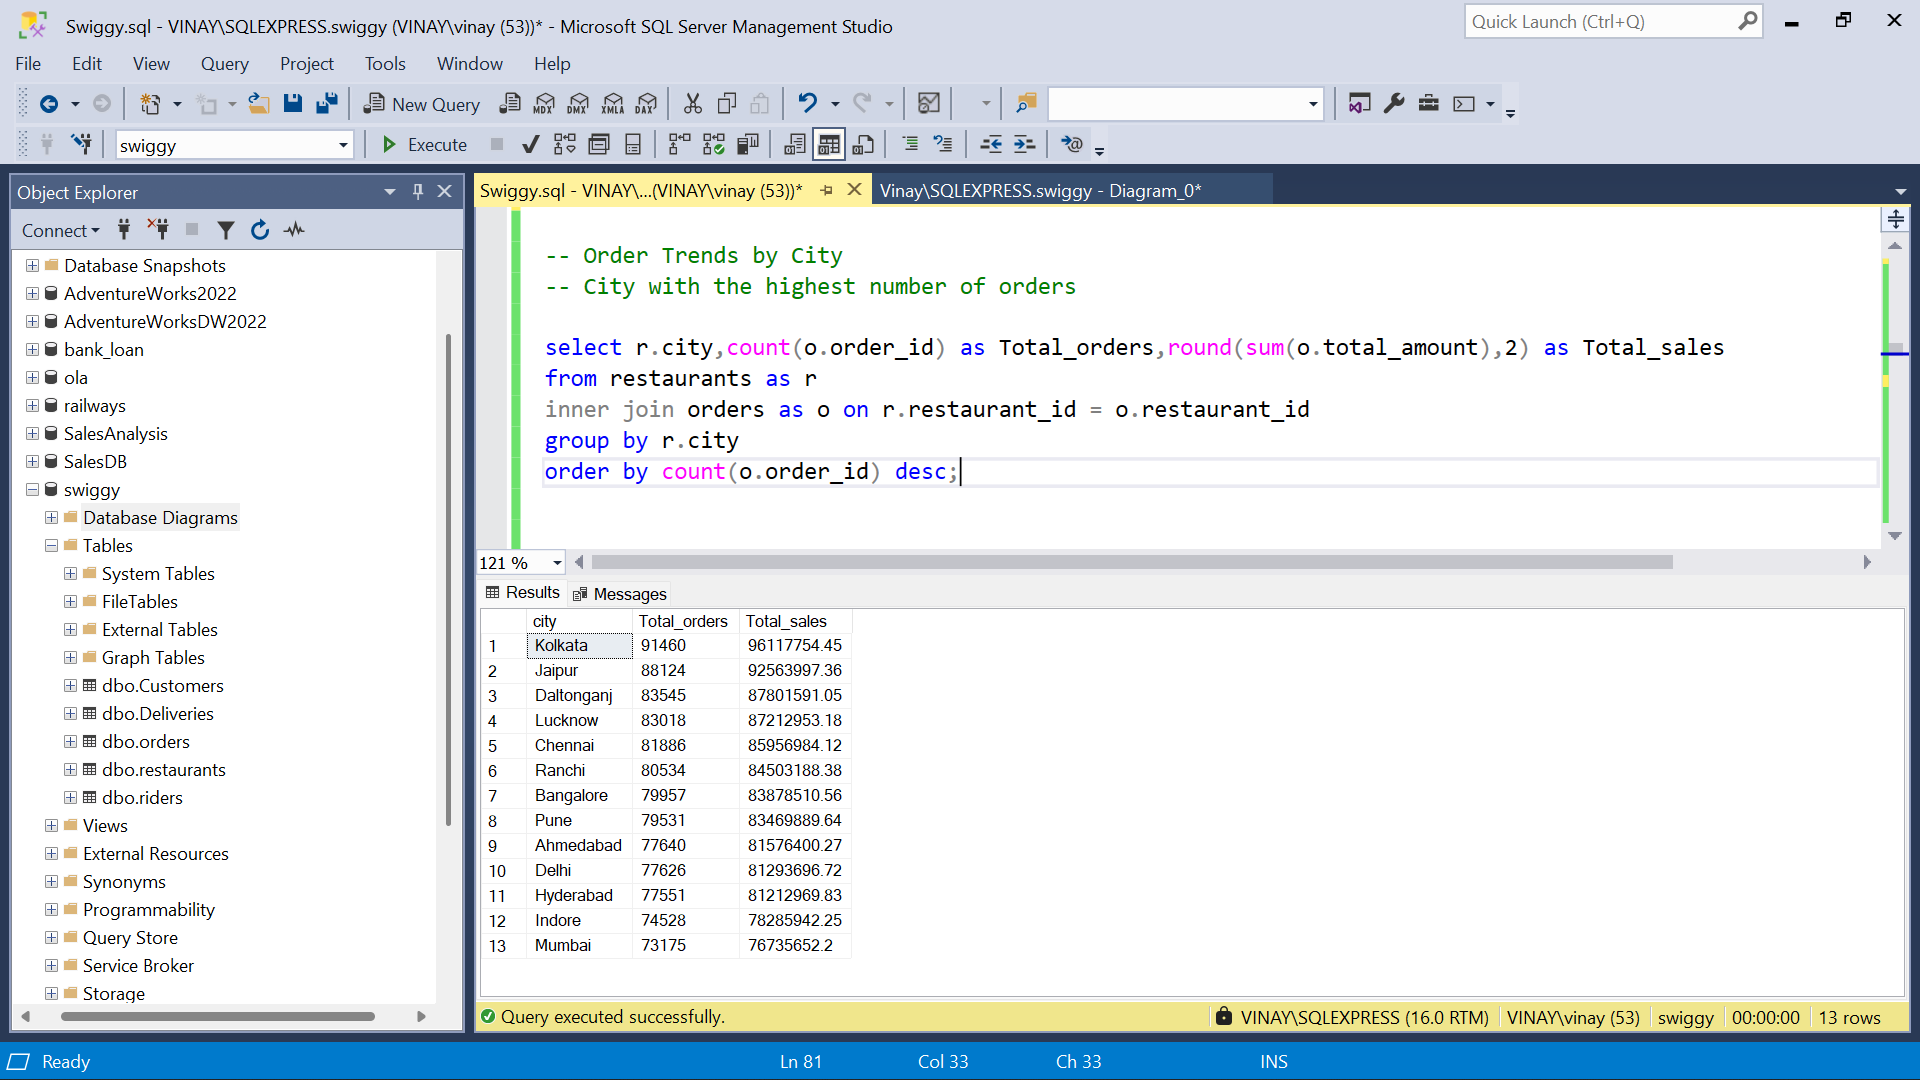 Swiggy.sql - VINAY\SQLEXPRESS.swiggy (VINAY\vinay (53))* - Microsoft SQL Server Management Studio
Quick Launch (Ctrl+Q)
File Edit View Query Project Tools Window Help
New Query MDX DMX XMLA DAX
swiggy Execute
Object Explorer
Connect
Database Snapshots
AdventureWorks2022
AdventureWorksDW2022
bank_loan
ola
railways
SalesAnalysis
SalesDB
swiggy
Database Diagrams
Tables
System Tables
FileTables
External Tables
Graph Tables
dbo.Customers
dbo.Deliveries
dbo.orders
dbo.restaurants
dbo.riders
Views
External Resources
Synonyms
Programmability
Query Store
Service Broker
Storage
Swiggy.sql - VINAY\...(VINAY\vinay (53))* Vinay\SQLEXPRESS.swiggy - Diagram_0*
-- Order Trends by City
-- City with the highest number of orders
select r.city,count(o.order_id) as Total_orders,round(sum(o.total_amount),2) as Total_sales
from restaurants as r
inner join orders as o on r.restaurant_id = o.restaurant_id
group by r.city
order by count(o.order_id) desc;
121 %
Results Messages
city Total_orders Total_sales
1 Kolkata 91460 96117754.45
2 Jaipur 88124 92563997.36
3 Daltonganj 83545 87801591.05
4 Lucknow 83018 87212953.18
5 Chennai 81886 85956984.12
6 Ranchi 80534 84503188.38
7 Bangalore 79957 83878510.56
8 Pune 79531 83469889.64
9 Ahmedabad 77640 81576400.27
10 Delhi 77626 81293696.72
11 Hyderabad 77551 81212969.83
12 Indore 74528 78285942.25
13 Mumbai 73175 76735652.2
Query executed successfully. VINAY\SQLEXPRESS (16.0 RTM) VINAY\vinay (53) swiggy 00:00:00 13 rows
Ready Ln 81 Col 33 Ch 33 INS